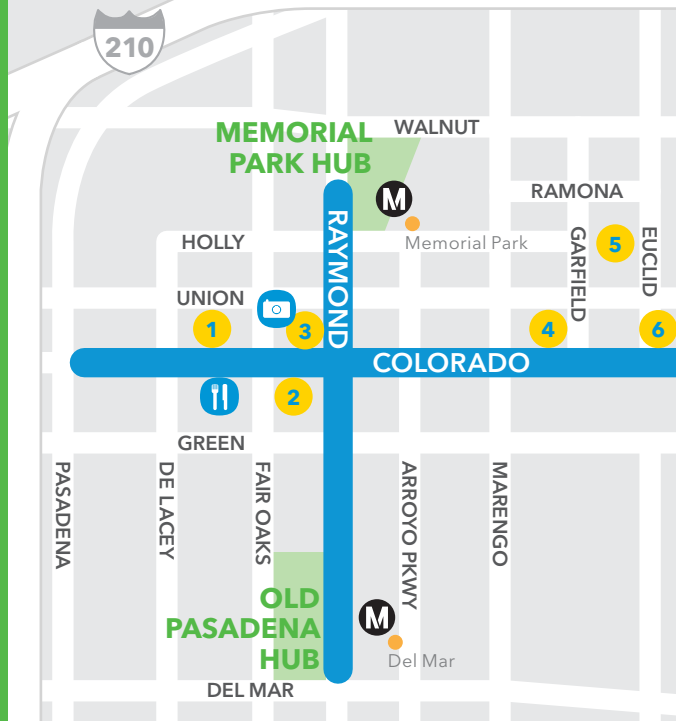 210
MEMORIAL
PARK HUB
WALNUT
M
RAMONA
RAYMOND
HOLLY
Memorial Park
GARFIELD
5
EUCLID
UNION
1
3
4
6
COLORADO
2
GREEN
PASADENA
DE LACEY
FAIR OAKS
ARROYO PKWY
MARENGO
OLD
PASADENA
HUB
M
Del Mar
DEL MAR